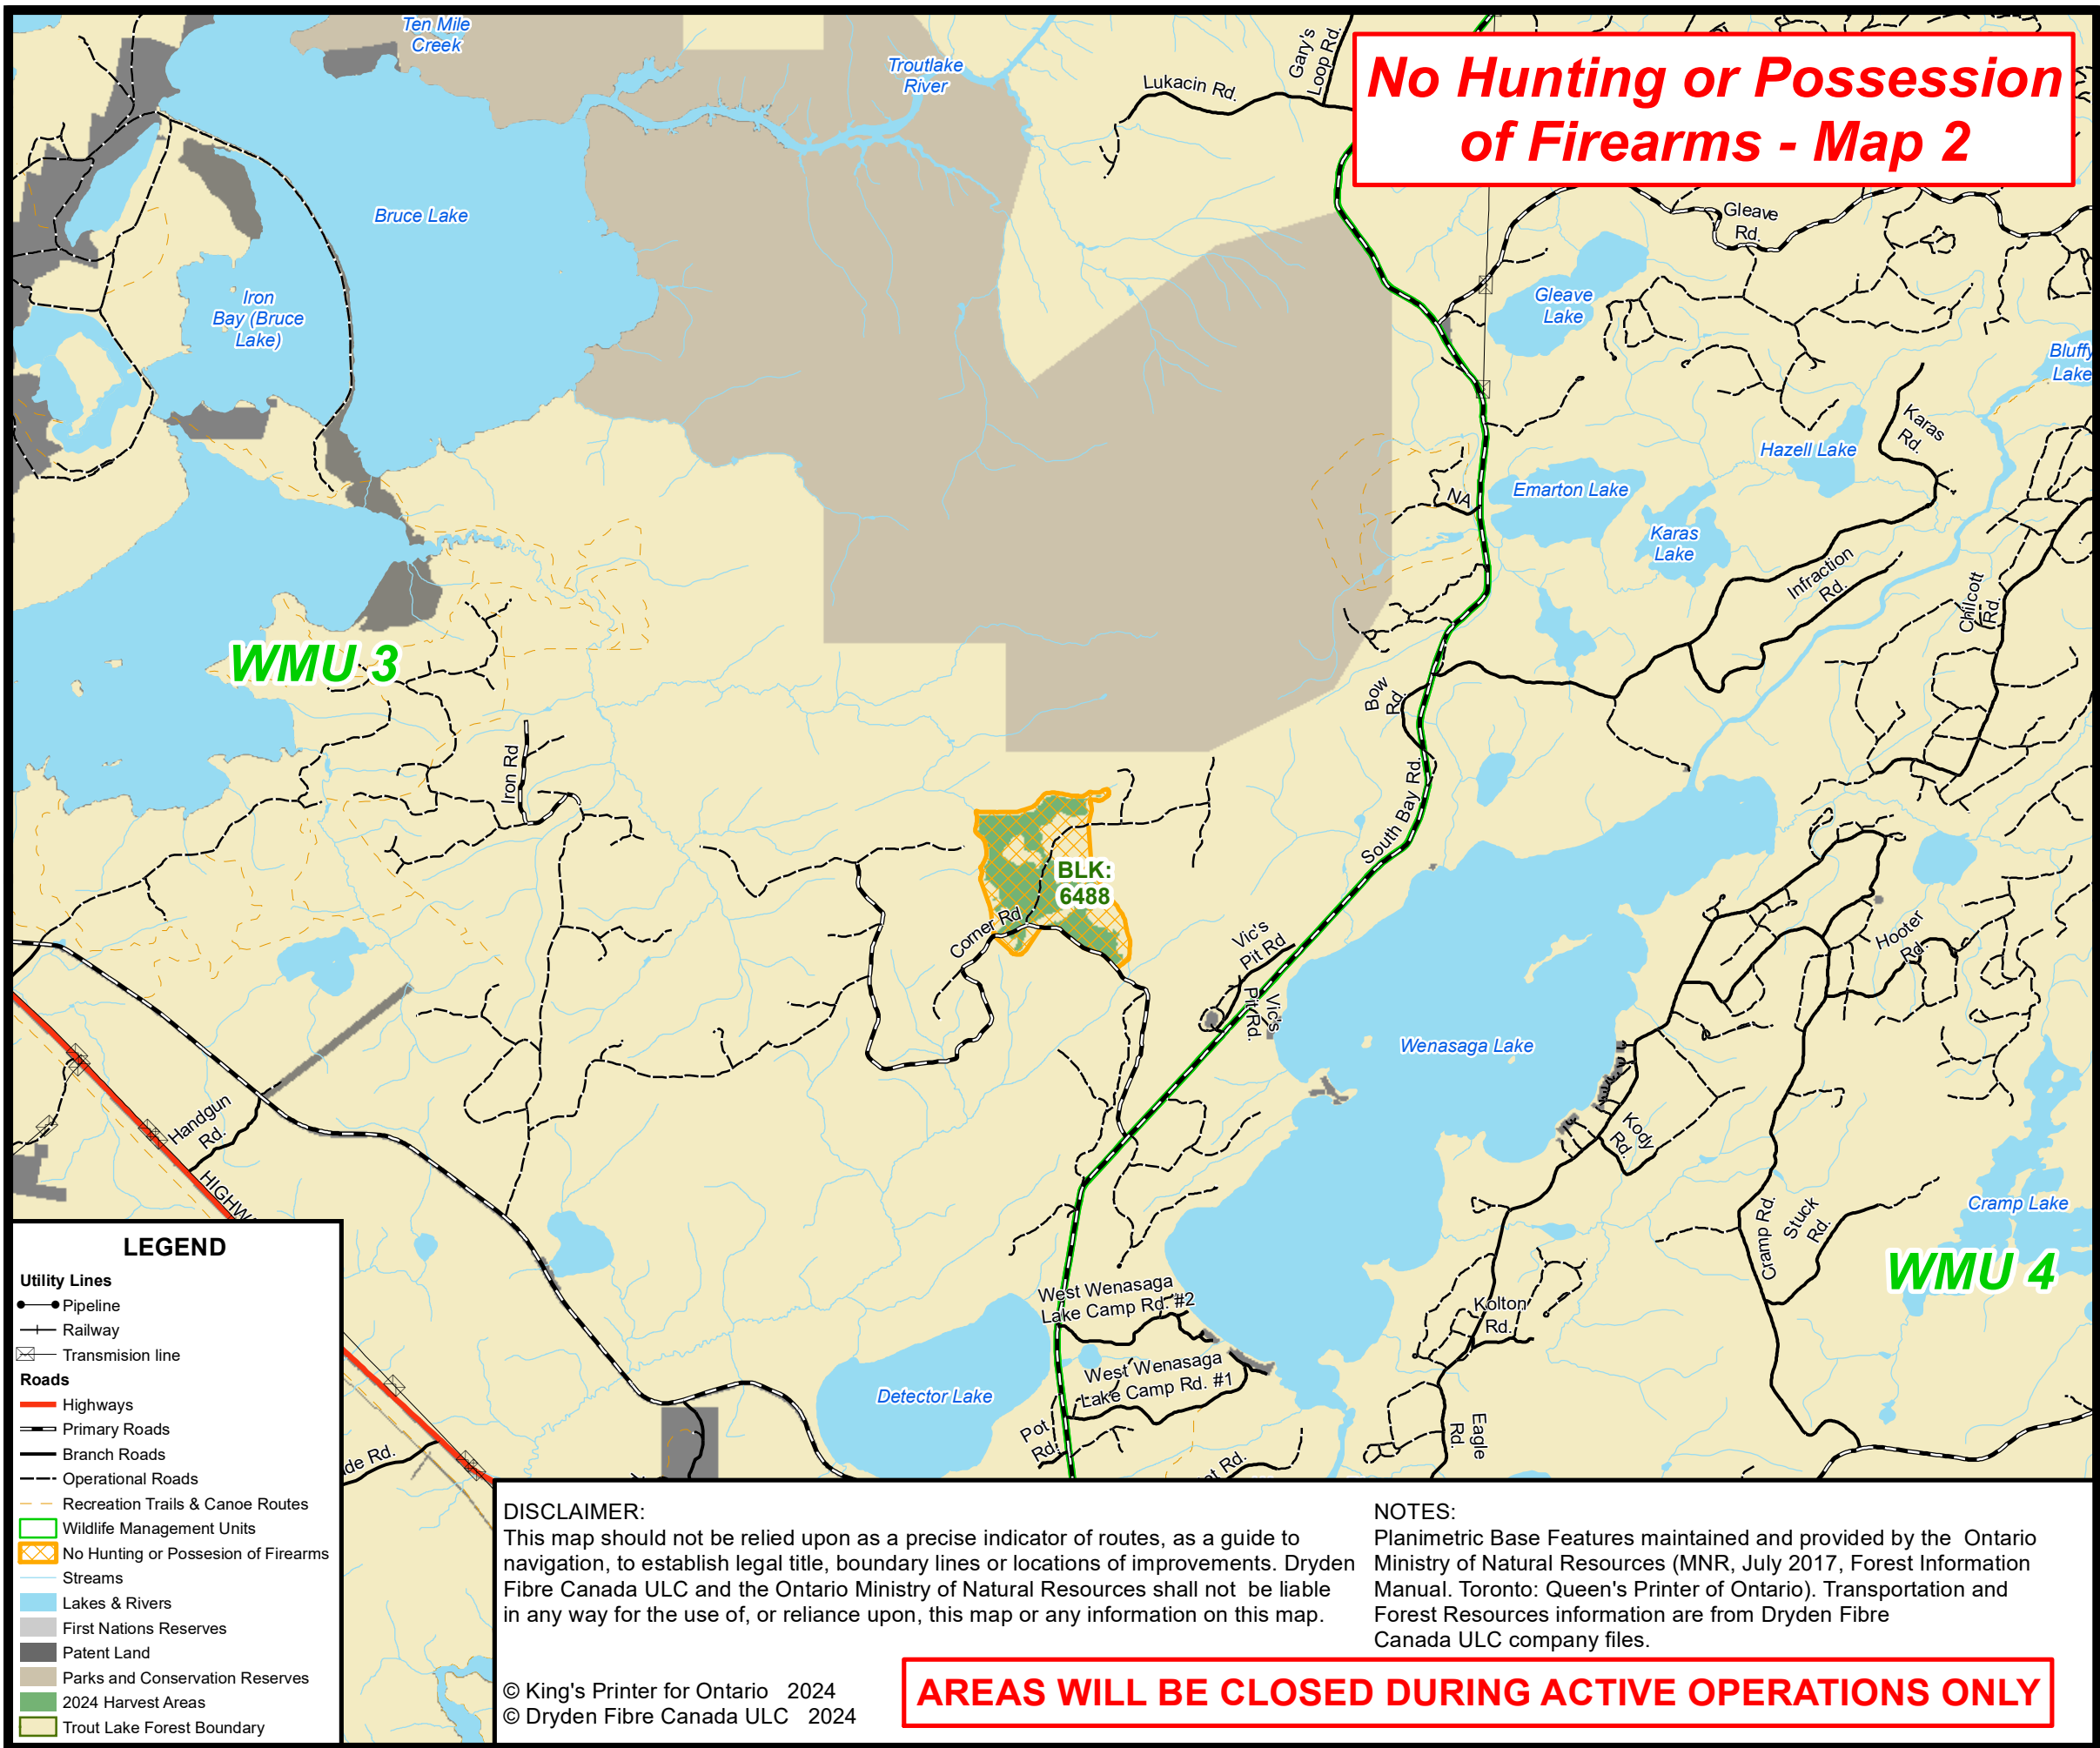 No Hunting or Possession
of Firearms - Map 2
Ten Mile
Creek
Troutlake
River
Lukacin Rd.
Gary's
Loop Rd.
Gleave
Rd.
Bruce Lake
Iron
Bay (Bruce
Lake)
Gleave
Lake
Bluffy
Lake
Karas
Rd.
Hazell Lake
Emarton Lake
NA
Karas
Lake
Infraction
Rd.
Chilcott
Rd.
WMU 3
Bow
Rd.
Iron Rd
South Bay Rd.
BLK:
6488
Corner Rd
Vic's
Pit Rd
Vic's
Pit Rd.
Hooter
Rd.
Wenasaga Lake
Handgun
Rd.
HIGHW
Kody
Rd.
Cramp Rd.
Stuck
Rd.
Cramp Lake
WMU 4
West Wenasaga
Lake Camp Rd. #2
Kolton
Rd.
West Wenasaga
Lake Camp Rd. #1
Detector Lake
Pot
Rd.
Eagle
Rd.
de Rd.
ot Rd.
LEGEND
Utility Lines
Pipeline
Railway
Transmision line
Roads
Highways
Primary Roads
Branch Roads
Operational Roads
Recreation Trails & Canoe Routes
Wildlife Management Units
No Hunting or Possesion of Firearms
Streams
Lakes & Rivers
First Nations Reserves
Patent Land
Parks and Conservation Reserves
2024 Harvest Areas
Trout Lake Forest Boundary
DISCLAIMER:
This map should not be relied upon as a precise indicator of routes, as a guide to
navigation, to establish legal title, boundary lines or locations of improvements. Dryden
Fibre Canada ULC and the Ontario Ministry of Natural Resources shall not be liable
in any way for the use of, or reliance upon, this map or any information on this map.
© King's Printer for Ontario 2024
© Dryden Fibre Canada ULC 2024
NOTES:
Planimetric Base Features maintained and provided by the Ontario
Ministry of Natural Resources (MNR, July 2017, Forest Information
Manual. Toronto: Queen's Printer of Ontario). Transportation and
Forest Resources information are from Dryden Fibre
Canada ULC company files.
AREAS WILL BE CLOSED DURING ACTIVE OPERATIONS ONLY